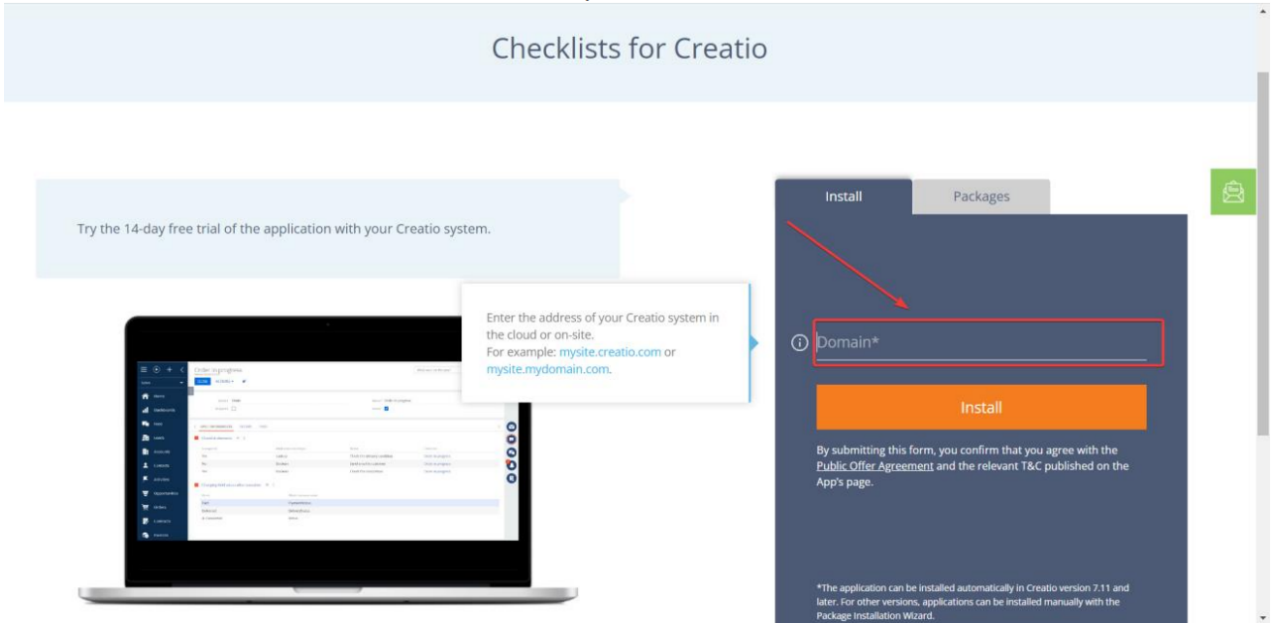 Checklists for Creatio
Try the 14-day free trial of the application with your Creatio system.
Enter the address of your Creatio system in
the cloud or on-site.
For example: mysite.creatio.com or
mysite.mydomain.com.
Install
Packages
Domain*
Install
By submitting this form, you confirm that you agree with the
Public Offer Agreement and the relevant T&C published on the
App's page.
*The application can be installed automatically in Creatio version 7.11 and
later. For other versions, applications can be installed manually with the
Package Installation Wizard.
Order in progress